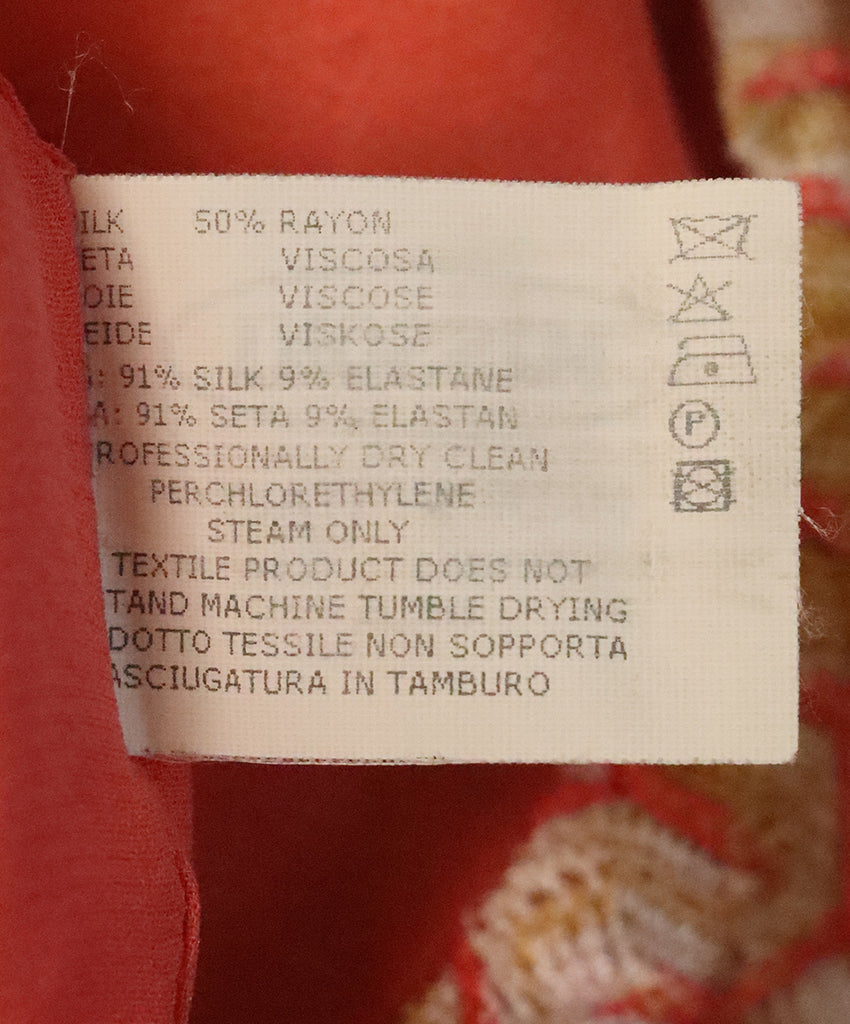 ILK 50% RAYON
ETA VISCOSA
OIE VISCOSE
EIDE VISKOSE
: 91% SILK 9% ELASTANE
A: 91% SETA 9% ELASTAN
ROFESSIONALLY DRY CLEAN
PERCHLORETHYLENE
STEAM ONLY
TEXTILE PRODUCT DOES NOT
TAND MACHINE TUMBLE DRYING
DOTTO TESSILE NON SOPPORTA
ASCIUGATURA IN TAMBURO
P